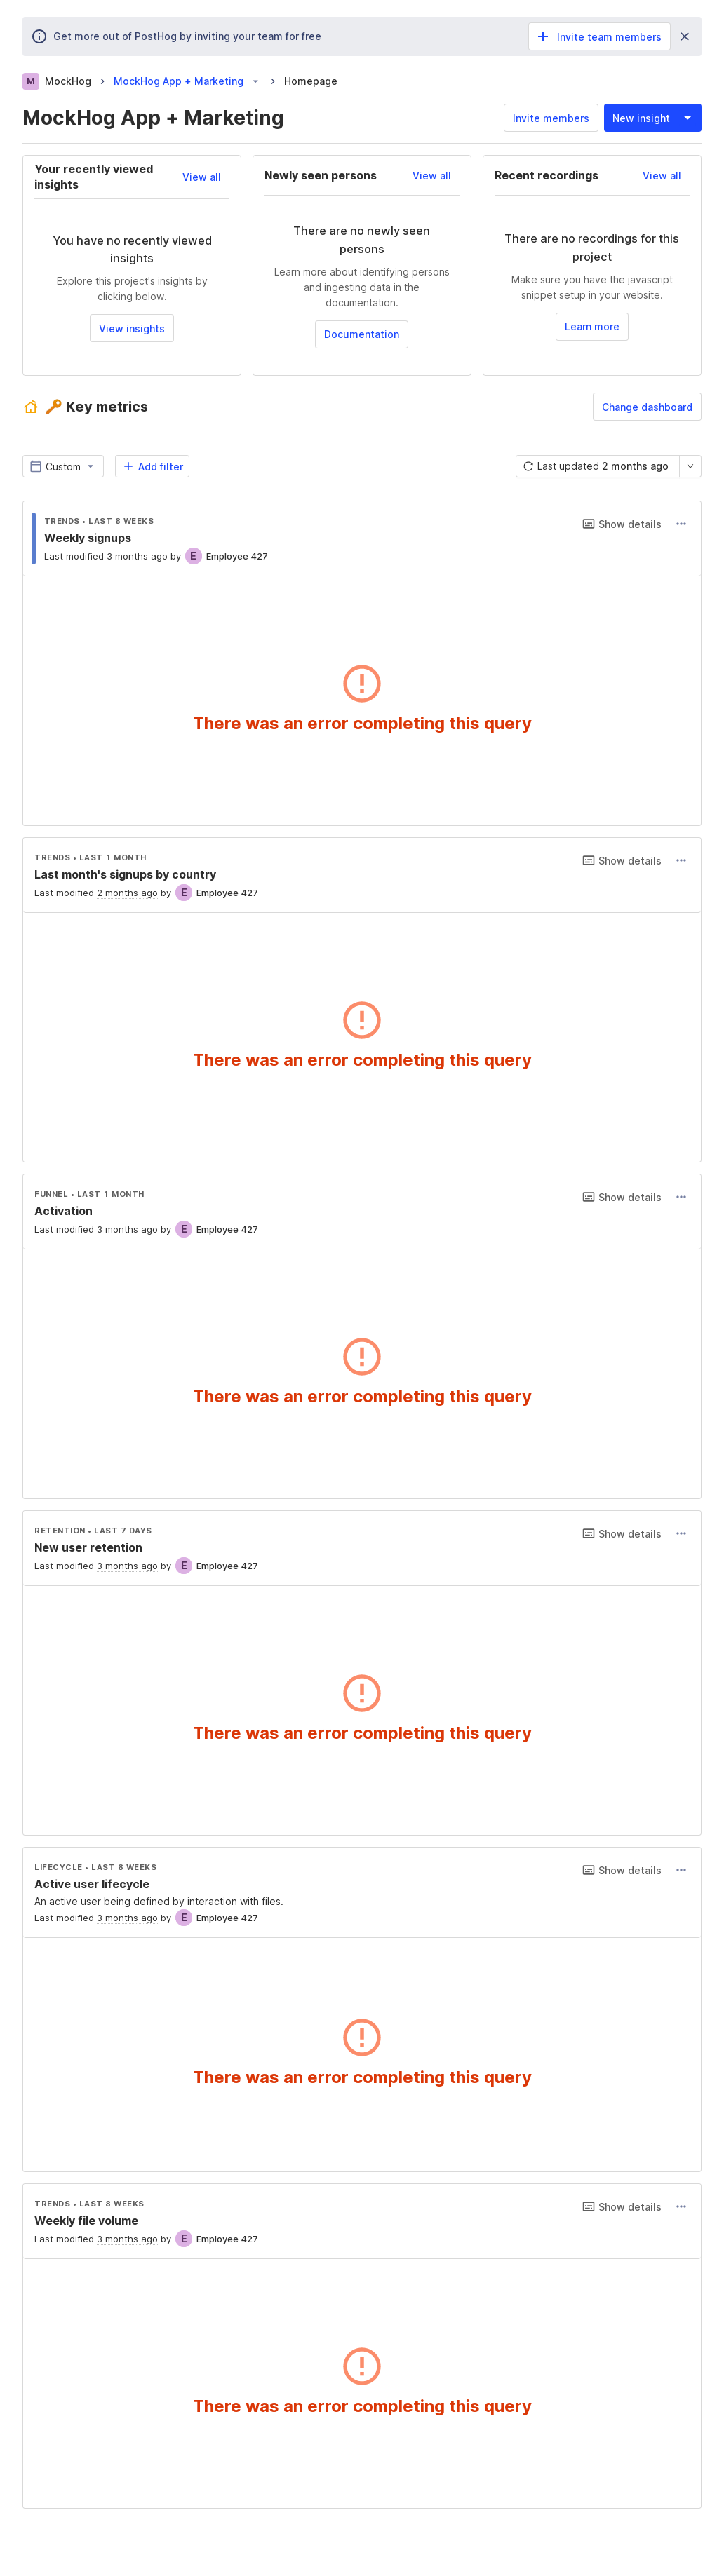 Get more out of PostHog by inviting your team for free
Invite team members
M MockHog > MockHog App + Marketing > Homepage
MockHog App + Marketing
Invite members
New insight
Your recently viewed
insights
View all
You have no recently viewed
insights
Explore this project's insights by
clicking below.
View insights
Newly seen persons
View all
There are no newly seen
persons
Learn more about identifying persons
and ingesting data in the
documentation.
Documentation
Recent recordings
View all
There are no recordings for this
project
Make sure you have the javascript
snippet setup in your website.
Learn more
🔑 Key metrics
Change dashboard
Custom
Add filter
Last updated 2 months ago
TRENDS • LAST 8 WEEKS
Show details
Weekly signups
Last modified 3 months ago by E Employee 427
There was an error completing this query
TRENDS • LAST 1 MONTH
Show details
Last month's signups by country
Last modified 2 months ago by E Employee 427
There was an error completing this query
FUNNEL • LAST 1 MONTH
Show details
Activation
Last modified 3 months ago by E Employee 427
There was an error completing this query
RETENTION • LAST 7 DAYS
Show details
New user retention
Last modified 3 months ago by E Employee 427
There was an error completing this query
LIFECYCLE • LAST 8 WEEKS
Show details
Active user lifecycle
An active user being defined by interaction with files.
Last modified 3 months ago by E Employee 427
There was an error completing this query
TRENDS • LAST 8 WEEKS
Show details
Weekly file volume
Last modified 3 months ago by E Employee 427
There was an error completing this query